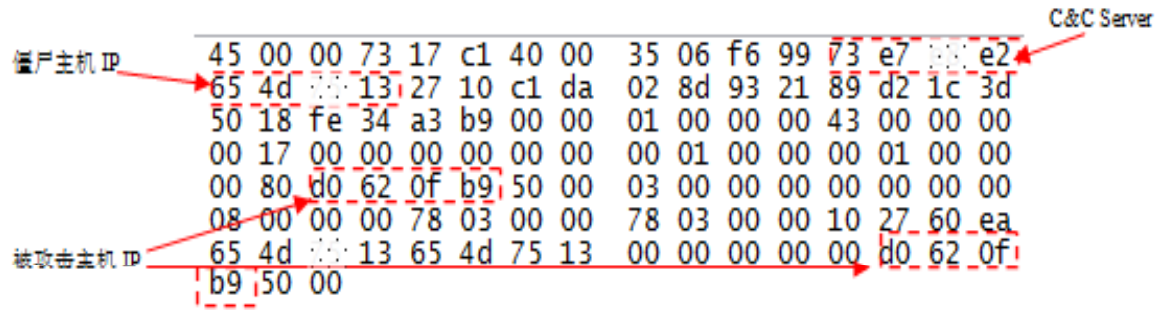 C&C Server
僵尸主机 IP
45 00 00 73 17 c1 40 00 35 06 f6 99 73 e7 e2
65 4d 13 27 10 c1 da 02 8d 93 21 89 d2 1c 3d
50 18 fe 34 a3 b9 00 00 01 00 00 00 43 00 00 00
00 17 00 00 00 00 00 00 00 01 00 00 00 01 00 00
00 80 d0 62 0f b9 50 00 03 00 00 00 00 00 00 00
08 00 00 00 78 03 00 00 78 03 00 00 10 27 60 ea
被攻击主机 IP
65 4d 13 65 4d 75 13 00 00 00 00 00 d0 62 0f
b9 50 00